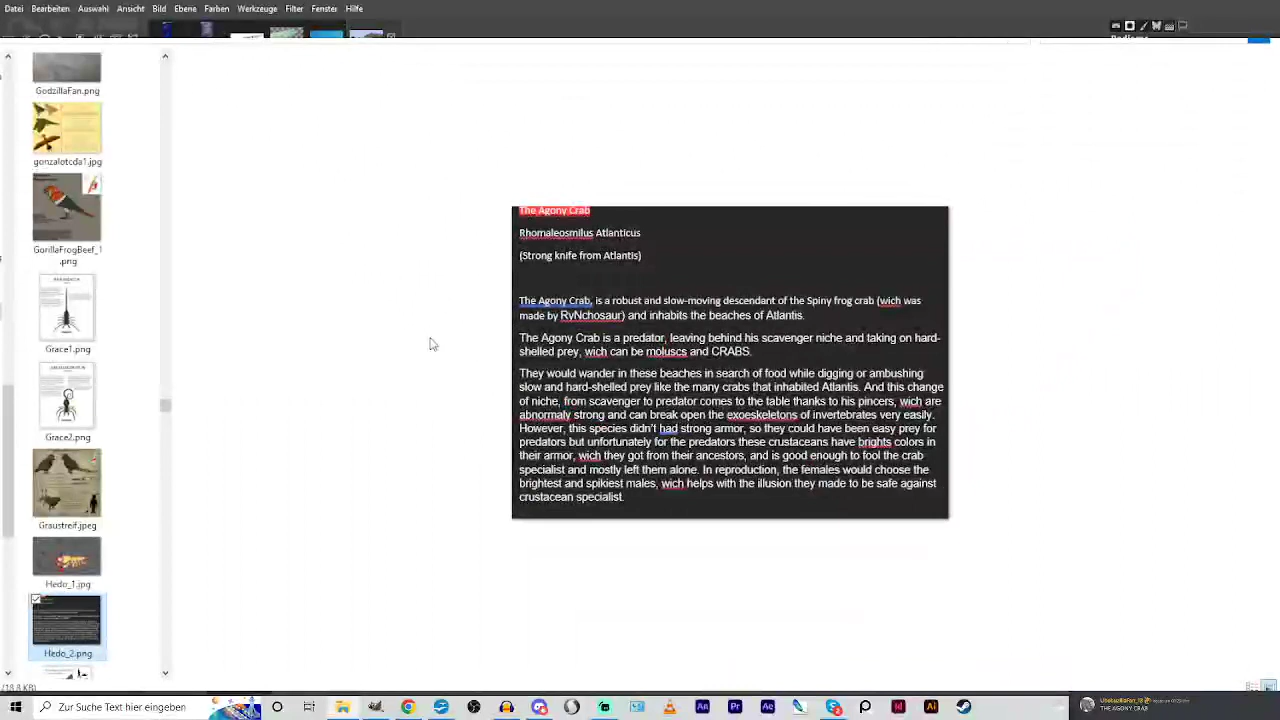 Datei Bearbeiten Auswahl Ansicht Bild Ebene Farben Werkzeuge Filter Fenster Hilfe
GodzillaFan.png
gonzalotcda1.jpg
GorillaFrogBeef_1
.png
Grace1.png
Grace2.png
Graustreif.jpeg
Hedo_1.jpg
Hedo_2.png
The Agony Crab
Rhomaleosmilus Atlanticus
(Strong knife from Atlantis)
The Agony Crab, is a robust and slow-moving descendant of the Spiny frog crab (wich was
made by RyNchosaur) and inhabits the beaches of Atlantis.
The Agony Crab is a predator, leaving behind his scavenger niche and taking on hard-
shelled prey, wich can be moluscs and CRABS.
They would wander in these beaches in search of food while digging or ambushing
slow and hard-shelled prey like the many crabs that inhabited Atlantis. And this change
of niche, from scavenger to predator comes to the table thanks to his pincers, wich are
abnormaly strong and can break open the exoeskeletons of invertebrates very easily.
However, this species didn't had strong armor, so they could have been easy prey for
predators but unfortunately for the predators these crustaceans have brights colors in
their armor, wich they got from their ancestors, and is good enough to fool the crab
specialist and mostly left them alone. In reproduction, the females would choose the
brightest and spikiest males, wich helps with the illusion they made to be safe against
crustacean specialist.
Zur Suche Text hier eingeben
THE AGONY CRAB